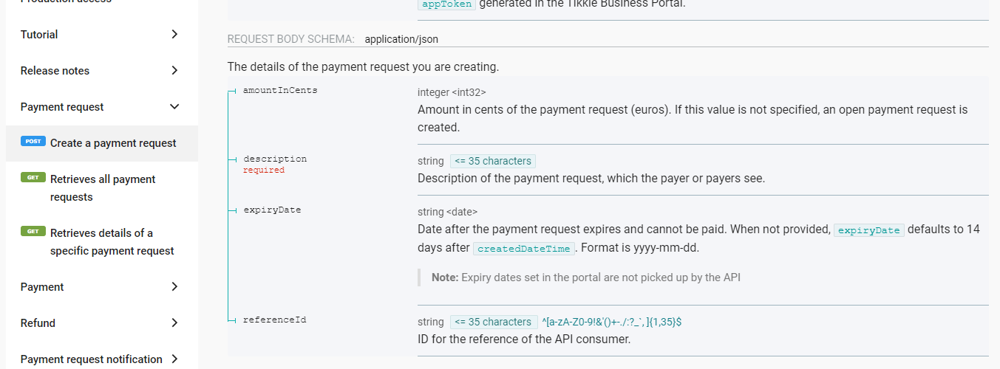 Production access
Tutorial
Release notes
Payment request
POST Create a payment request
GET Retrieves all payment
requests
GET Retrieves details of a
specific payment request
Payment
Refund
Payment request notification
appToken generated in the Tikkie Business Portal.
REQUEST BODY SCHEMA: application/json
The details of the payment request you are creating.
amountInCents
integer <int32>
Amount in cents of the payment request (euros). If this value is not specified, an open payment request is
created.
description
required
string <= 35 characters
Description of the payment request, which the payer or payers see.
expiryDate
string <date>
Date after the payment request expires and cannot be paid. When not provided, expiryDate defaults to 14
days after createdDateTime. Format is yyyy-mm-dd.
Note: Expiry dates set in the portal are not picked up by the API
referenceId
string <= 35 characters ^[a-zA-Z0-9!&'()+-./:?_`, ]{1,35}$
ID for the reference of the API consumer.